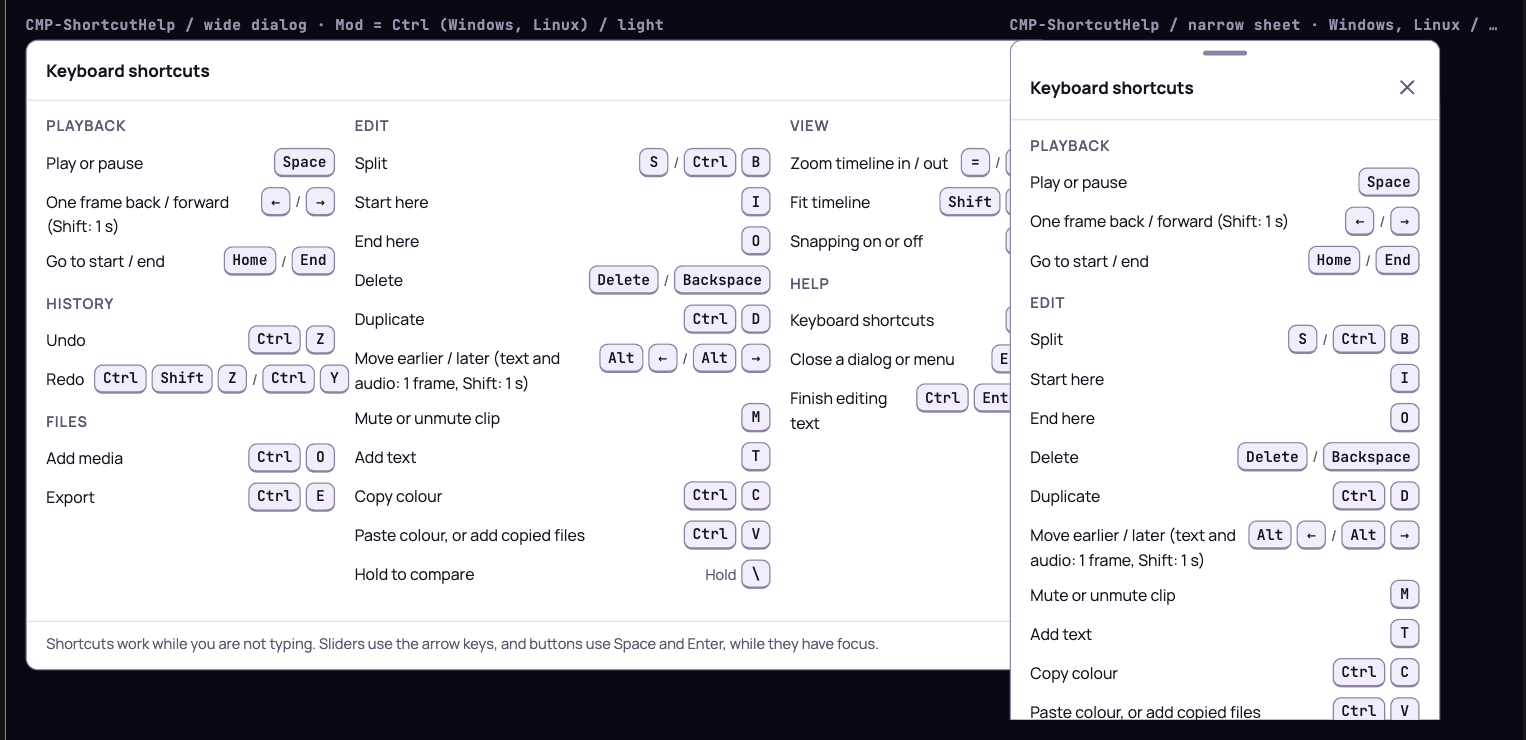 CMP-ShortcutHelp / wide dialog · Mod = Ctrl (Windows, Linux) / light
Keyboard shortcuts
PLAYBACK
Play or pause Space
One frame back / forward ← / →
(Shift: 1 s)
Go to start / end Home / End
HISTORY
Undo Ctrl Z
Redo Ctrl Shift Z / Ctrl Y
FILES
Add media Ctrl O
Export Ctrl E
EDIT
Split S / Ctrl B
Start here I
End here O
Delete Delete / Backspace
Duplicate Ctrl D
Move earlier / later (text and Alt ← / Alt →
audio: 1 frame, Shift: 1 s)
Mute or unmute clip M
Add text T
Copy colour Ctrl C
Paste colour, or add copied files Ctrl V
Hold to compare Hold \
VIEW
Zoom timeline in / out = /
Fit timeline Shift
Snapping on or off
HELP
Keyboard shortcuts
Close a dialog or menu
Finish editing Ctrl
text
Shortcuts work while you are not typing. Sliders use the arrow keys, and buttons use Space and Enter, while they have focus.
CMP-ShortcutHelp / narrow sheet · Windows, Linux / …
Keyboard shortcuts
PLAYBACK
Play or pause Space
One frame back / forward (Shift: 1 s) ← / →
Go to start / end Home / End
EDIT
Split S / Ctrl B
Start here I
End here O
Delete Delete / Backspace
Duplicate Ctrl D
Move earlier / later (text and Alt ← / Alt →
audio: 1 frame, Shift: 1 s)
Mute or unmute clip M
Add text T
Copy colour Ctrl C
Paste colour, or add copied files Ctrl V